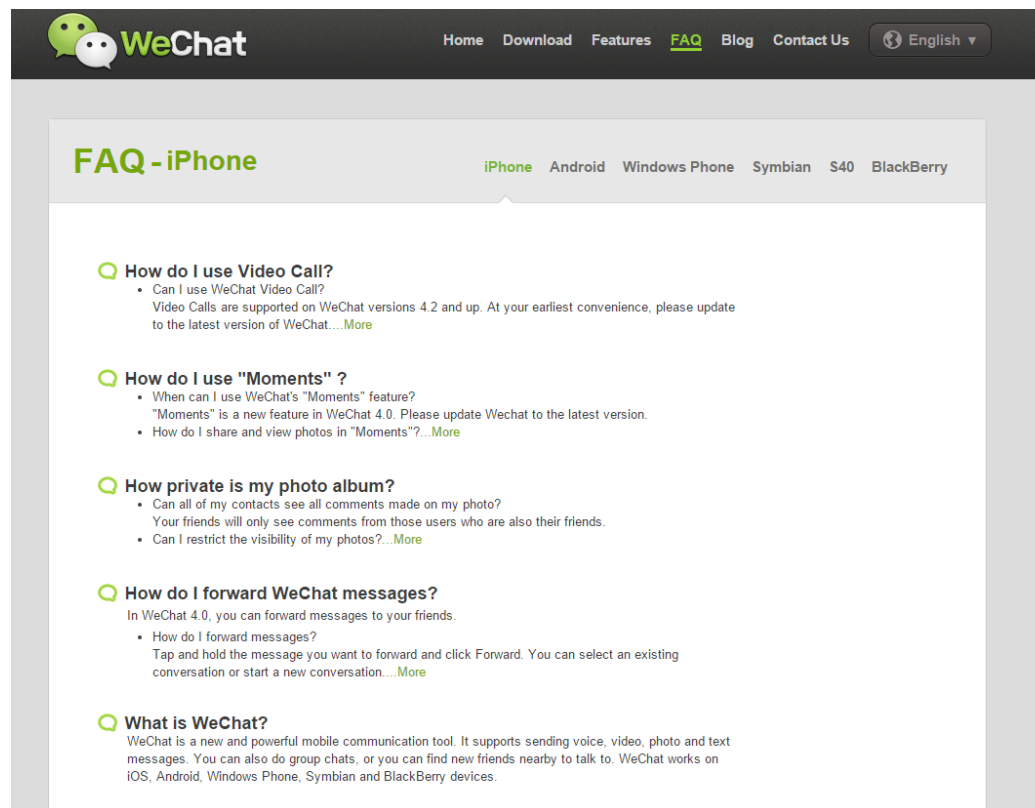 WeChat
Home Download Features FAQ Blog Contact Us English ▼
FAQ - iPhone
iPhone Android Windows Phone Symbian S40 BlackBerry
How do I use Video Call?
• Can I use WeChat Video Call?
Video Calls are supported on WeChat versions 4.2 and up. At your earliest convenience, please update
to the latest version of WeChat....More
How do I use "Moments" ?
• When can I use WeChat's "Moments" feature?
"Moments" is a new feature in WeChat 4.0. Please update Wechat to the latest version.
• How do I share and view photos in "Moments"?...More
How private is my photo album?
• Can all of my contacts see all comments made on my photo?
Your friends will only see comments from those users who are also their friends.
• Can I restrict the visibility of my photos?...More
How do I forward WeChat messages?
In WeChat 4.0, you can forward messages to your friends.
• How do I forward messages?
Tap and hold the message you want to forward and click Forward. You can select an existing
conversation or start a new conversation....More
What is WeChat?
WeChat is a new and powerful mobile communication tool. It supports sending voice, video, photo and text
messages. You can also do group chats, or you can find new friends nearby to talk to. WeChat works on
iOS, Android, Windows Phone, Symbian and BlackBerry devices.